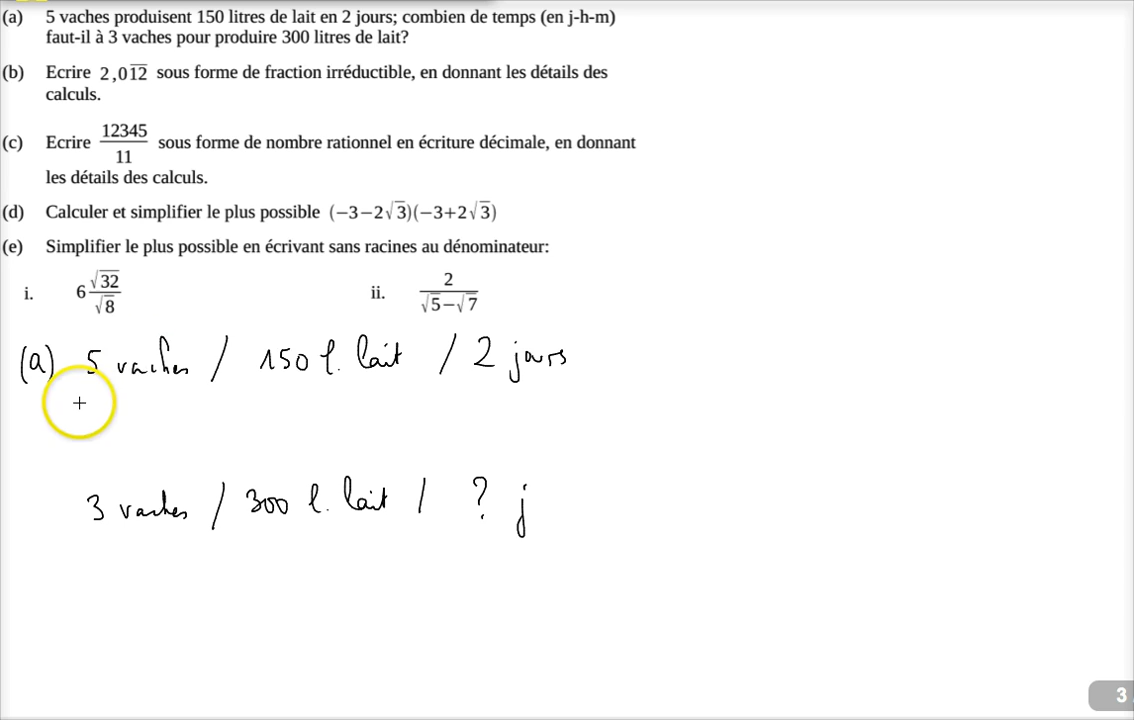 (a) 5 vaches produisent 150 litres de lait en 2 jours; combien de temps (en j-h-m)
faut-il à 3 vaches pour produire 300 litres de lait?
(b) Ecrire 2,01̅2̅ sous forme de fraction irréductible, en donnant les détails des
calculs.
(c) Ecrire 12345/11 sous forme de nombre rationnel en écriture décimale, en donnant
les détails des calculs.
(d) Calculer et simplifier le plus possible (−3−2√3)(−3+2√3)
(e) Simplifier le plus possible en écrivant sans racines au dénominateur:
i. 6 √32/√8 ii. 2/(√5−√7)
(a) 5 vaches / 150 l. lait / 2 jours
3 vaches / 300 l. lait / ? j
3